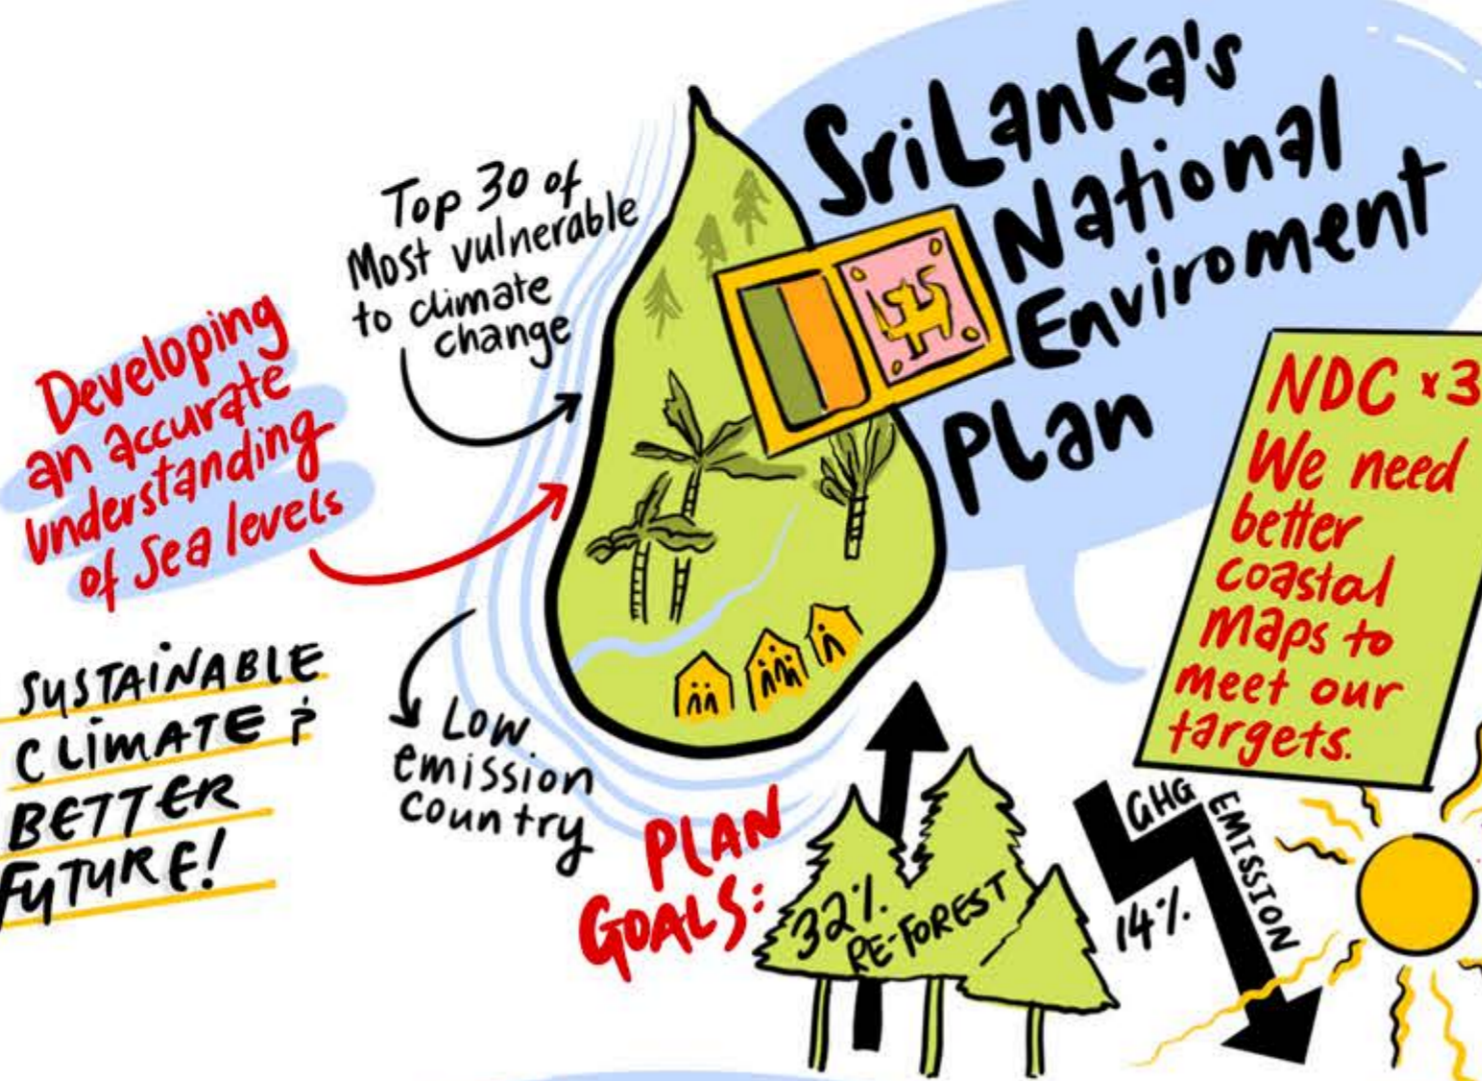 SriLanka's
National
Enviroment
Plan
Top 30 of
Most vulnerable
to climate
change
Developing
an accurate
understanding
of Sea levels
SUSTAINABLE
CLIMATE &
BETTER
FUTURE!
Low
emission
country
NDC x3
We need
better
coastal
Maps to
meet our
targets.
PLAN
GOALS:
32%
RE-FOREST
GHG
EMISSION
14%